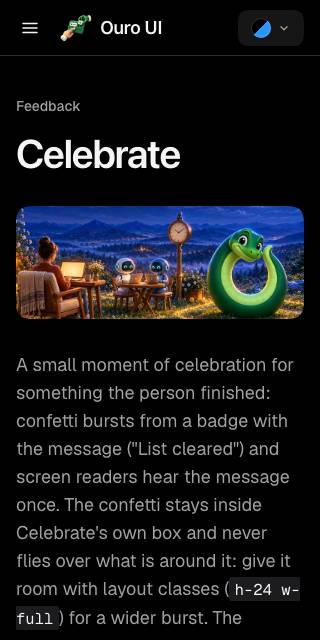 Ouro UI
Feedback
Celebrate
A small moment of celebration for
something the person finished:
confetti bursts from a badge with
the message ("List cleared") and
screen readers hear the message
once. The confetti stays inside
Celebrate's own box and never
flies over what is around it: give it
room with layout classes (h-24 w-
full) for a wider burst. The